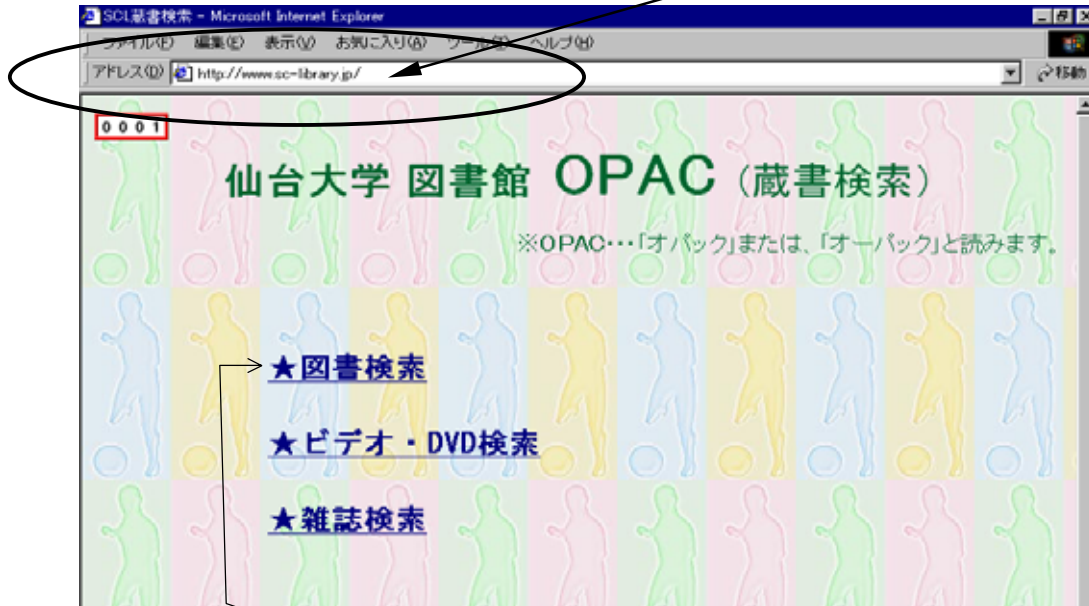 SCL蔵書検索 - Microsoft Internet Explorer
ファイル(F) 編集(E) 表示(V) お気に入り(A) ツール(T) ヘルプ(H)
アドレス(D) http://www.sc-library.jp/ 移動
0001
仙台大学 図書館 OPAC (蔵書検索)
※OPAC・・・「オパック」または、「オーパック」と読みます。
★図書検索
★ビデオ・DVD検索
★雑誌検索